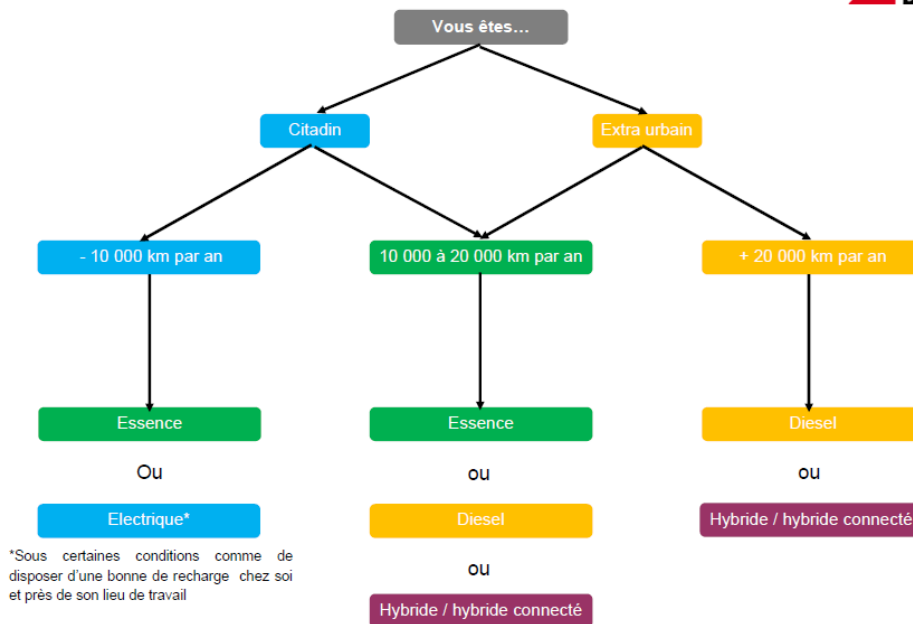 Vous êtes…
Citadin
Extra urbain
- 10 000 km par an
10 000 à 20 000 km par an
+ 20 000 km par an
Essence
Essence
Diesel
Ou
ou
ou
Electrique*
Diesel
Hybride / hybride connecté
*Sous certaines conditions comme de
disposer d’une bonne de recharge chez soi
et près de son lieu de travail
ou
Hybride / hybride connecté